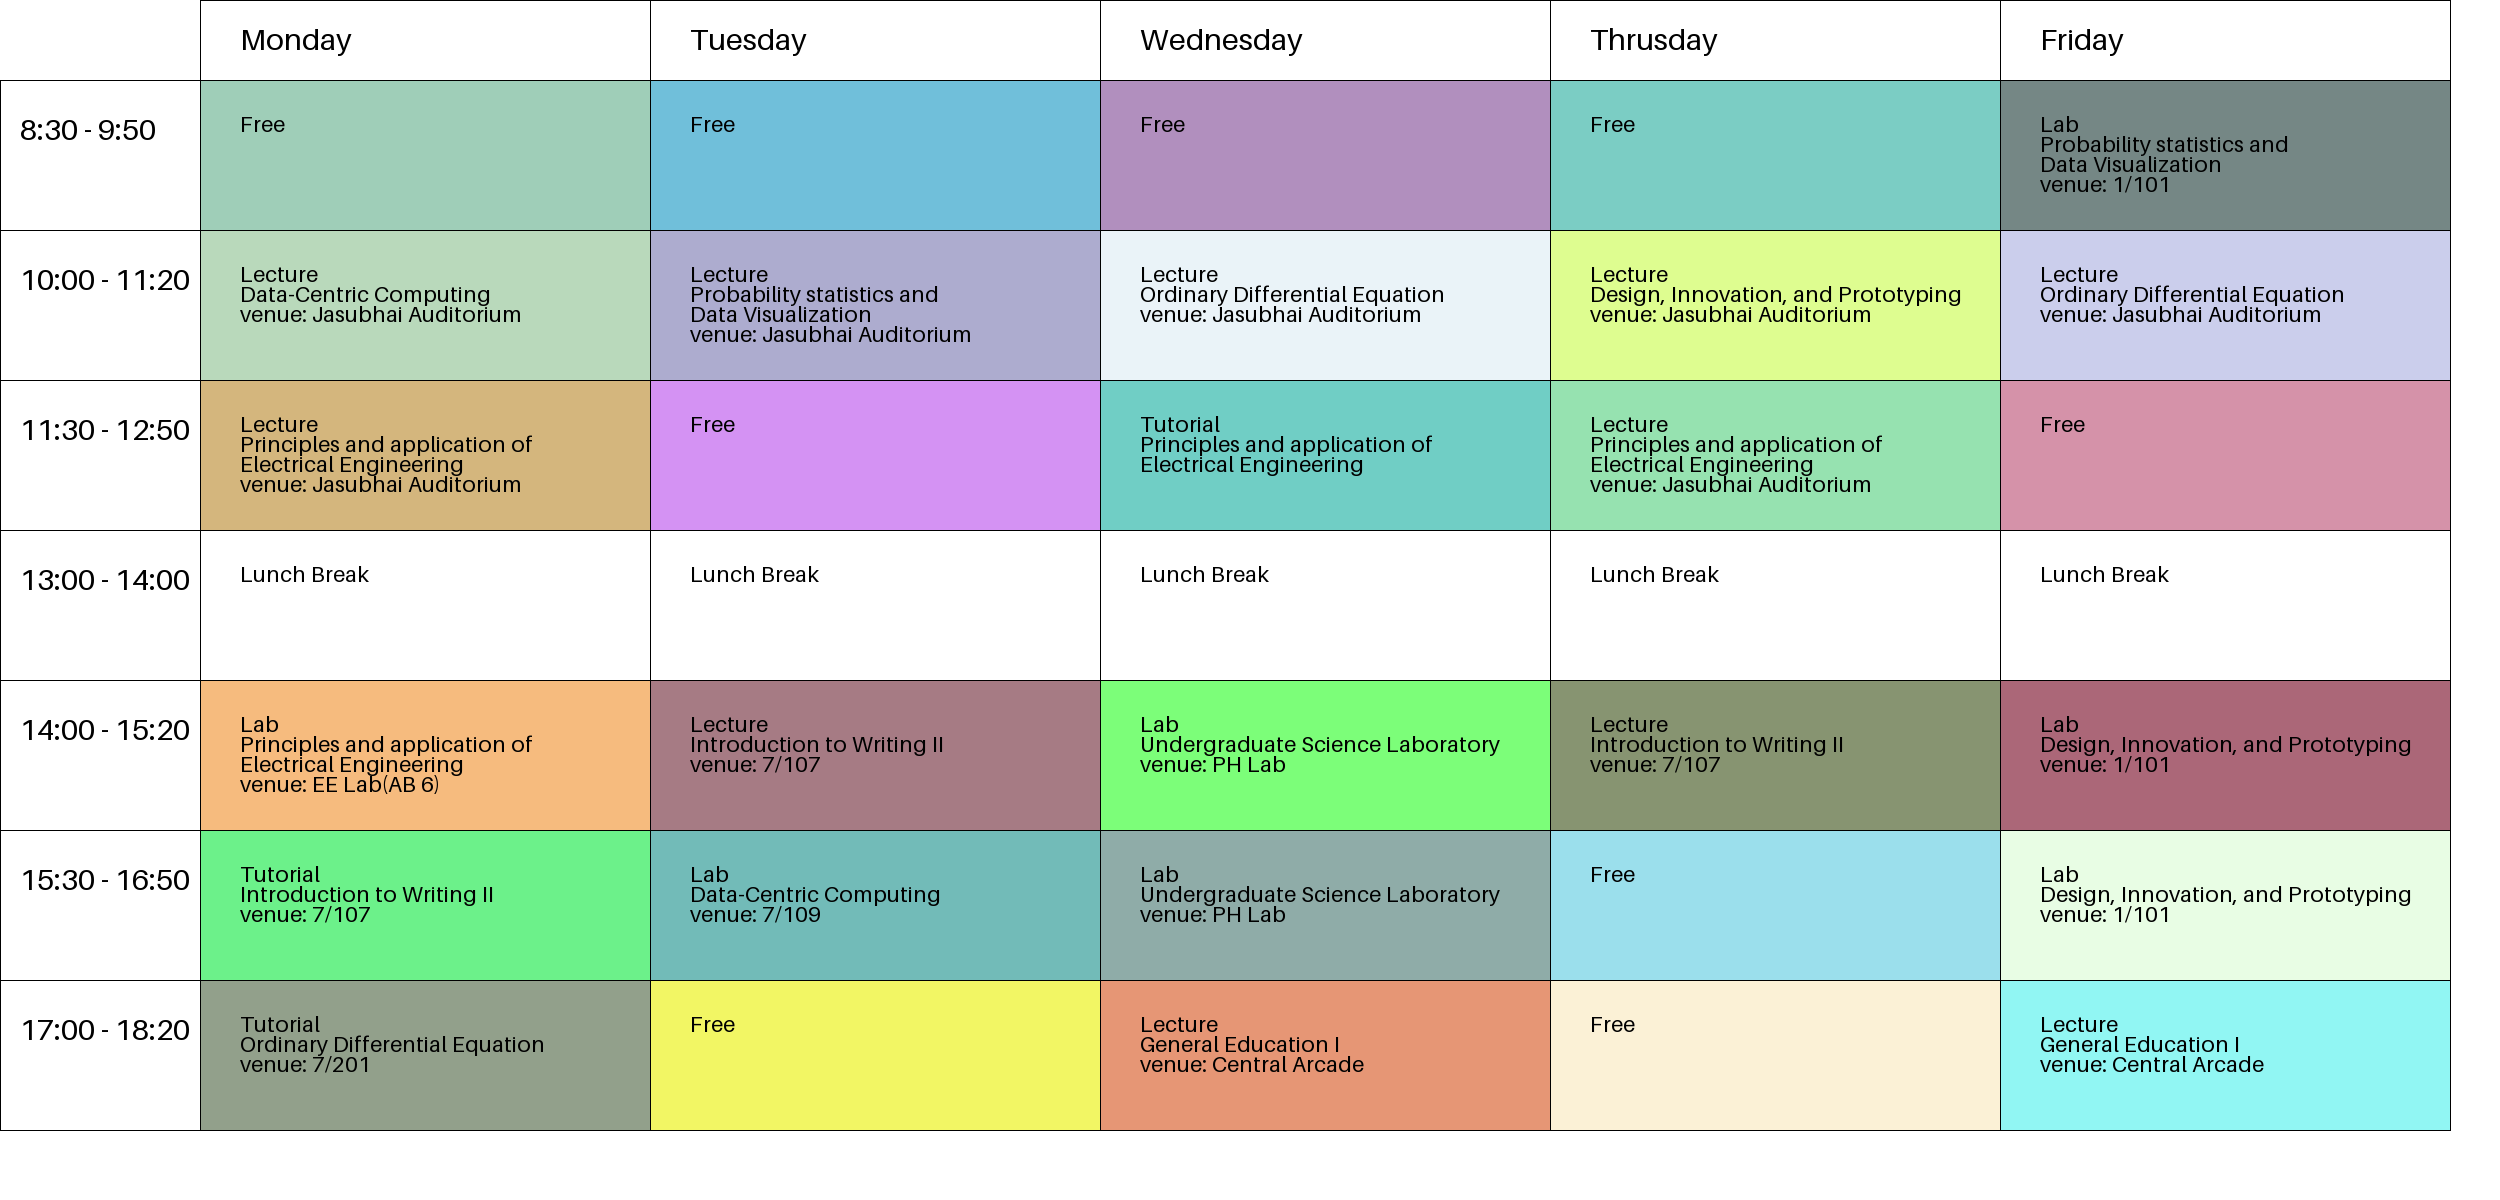 Monday
Tuesday
Wednesday
Thrusday
Friday
8:30 - 9:50
Free
Free
Free
Free
Lab
Probability statistics and
Data Visualization
venue: 1/101
10:00 - 11:20
Lecture
Data-Centric Computing
venue: Jasubhai Auditorium
Lecture
Probability statistics and
Data Visualization
venue: Jasubhai Auditorium
Lecture
Ordinary Differential Equation
venue: Jasubhai Auditorium
Lecture
Design, Innovation, and Prototyping
venue: Jasubhai Auditorium
Lecture
Ordinary Differential Equation
venue: Jasubhai Auditorium
11:30 - 12:50
Lecture
Principles and application of
Electrical Engineering
venue: Jasubhai Auditorium
Free
Tutorial
Principles and application of
Electrical Engineering
Lecture
Principles and application of
Electrical Engineering
venue: Jasubhai Auditorium
Free
13:00 - 14:00
Lunch Break
Lunch Break
Lunch Break
Lunch Break
Lunch Break
14:00 - 15:20
Lab
Principles and application of
Electrical Engineering
venue: EE Lab(AB 6)
Lecture
Introduction to Writing II
venue: 7/107
Lab
Undergraduate Science Laboratory
venue: PH Lab
Lecture
Introduction to Writing II
venue: 7/107
Lab
Design, Innovation, and Prototyping
venue: 1/101
15:30 - 16:50
Tutorial
Introduction to Writing II
venue: 7/107
Lab
Data-Centric Computing
venue: 7/109
Lab
Undergraduate Science Laboratory
venue: PH Lab
Free
Lab
Design, Innovation, and Prototyping
venue: 1/101
17:00 - 18:20
Tutorial
Ordinary Differential Equation
venue: 7/201
Free
Lecture
General Education I
venue: Central Arcade
Free
Lecture
General Education I
venue: Central Arcade